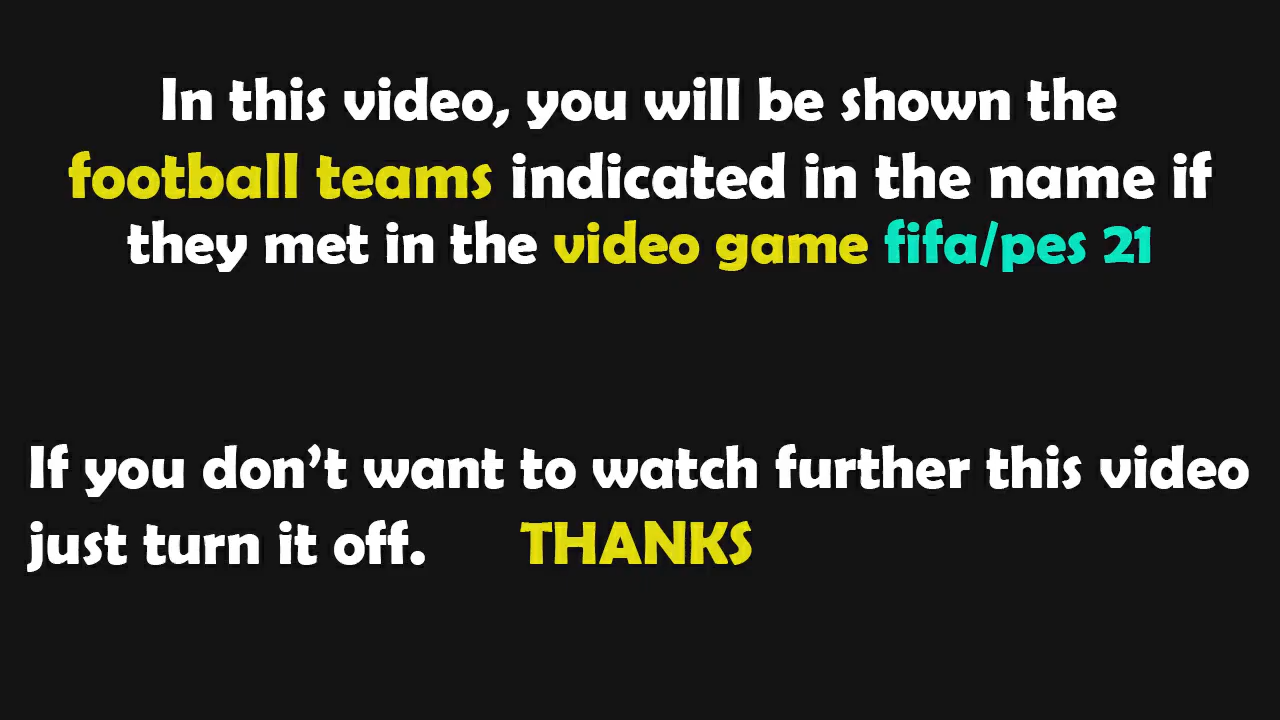 In this video, you will be shown the
football teams indicated in the name if
they met in the video game fifa/pes 21
If you don’t want to watch further this video
just turn it off. THANKS